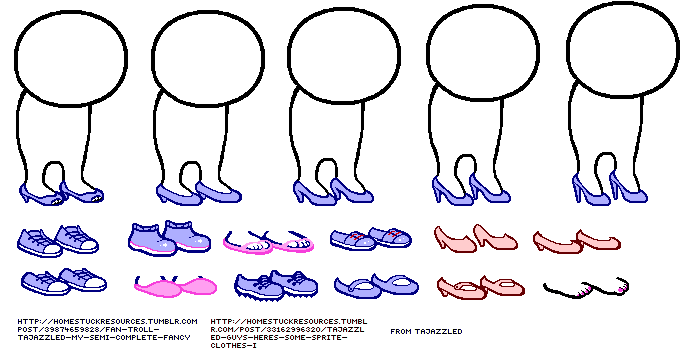 HTTP://HOMESTUCKRESOURCES.TUMBLR.COM
POST/39874659828/FAN-TROLL-
TAJAZZLED-MY-SEMI-COMPLETE-FANCY
HTTP://HOMESTUCKRESOURCES.TUMBL
R.COM/POST/33162996320/TAJAZZL
ED-GUYS-HERES-SOME-SPRITE-
CLOTHES-I
FROM TAJAZZLED